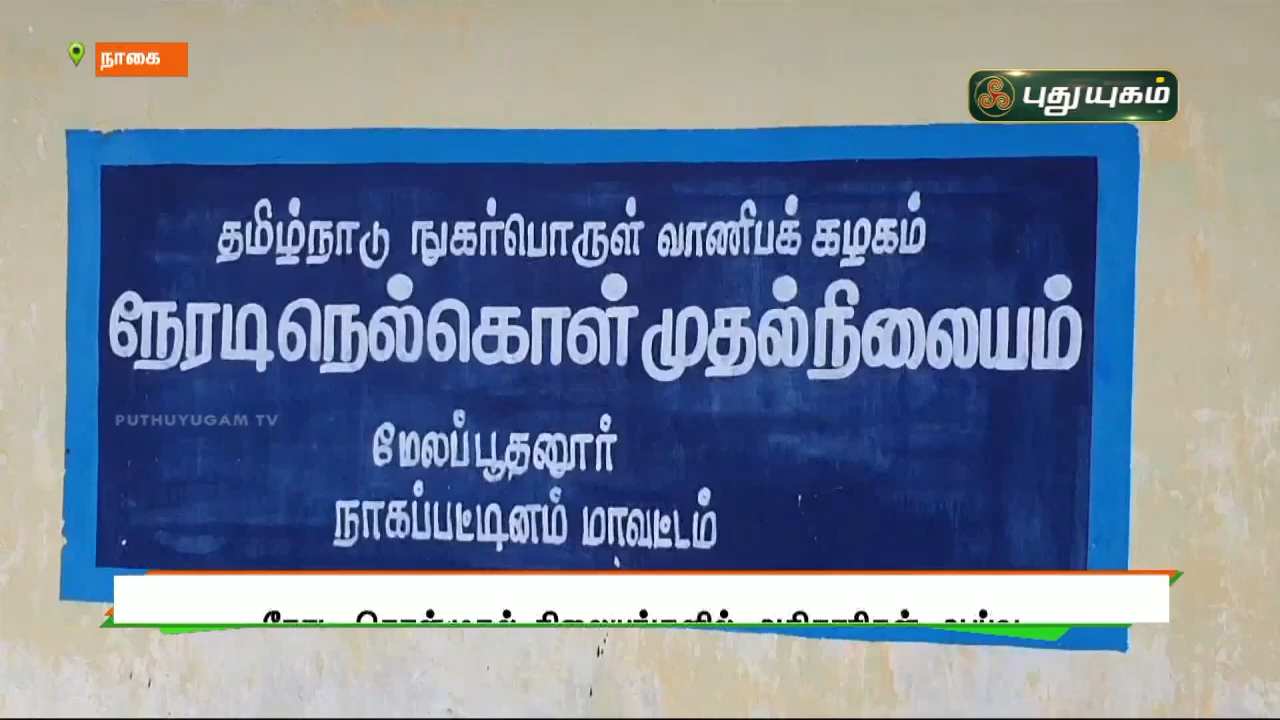 நாகை
புதுயுகம்
தமிழ்நாடு நுகர்பொருள் வாணிபக் கழகம்
நேரடி நெல்கொள் முதல்நிலையம்
PUTHUYUGAM TV
மேலப்பூதனூர்
நாகப்பட்டினம் மாவட்டம்